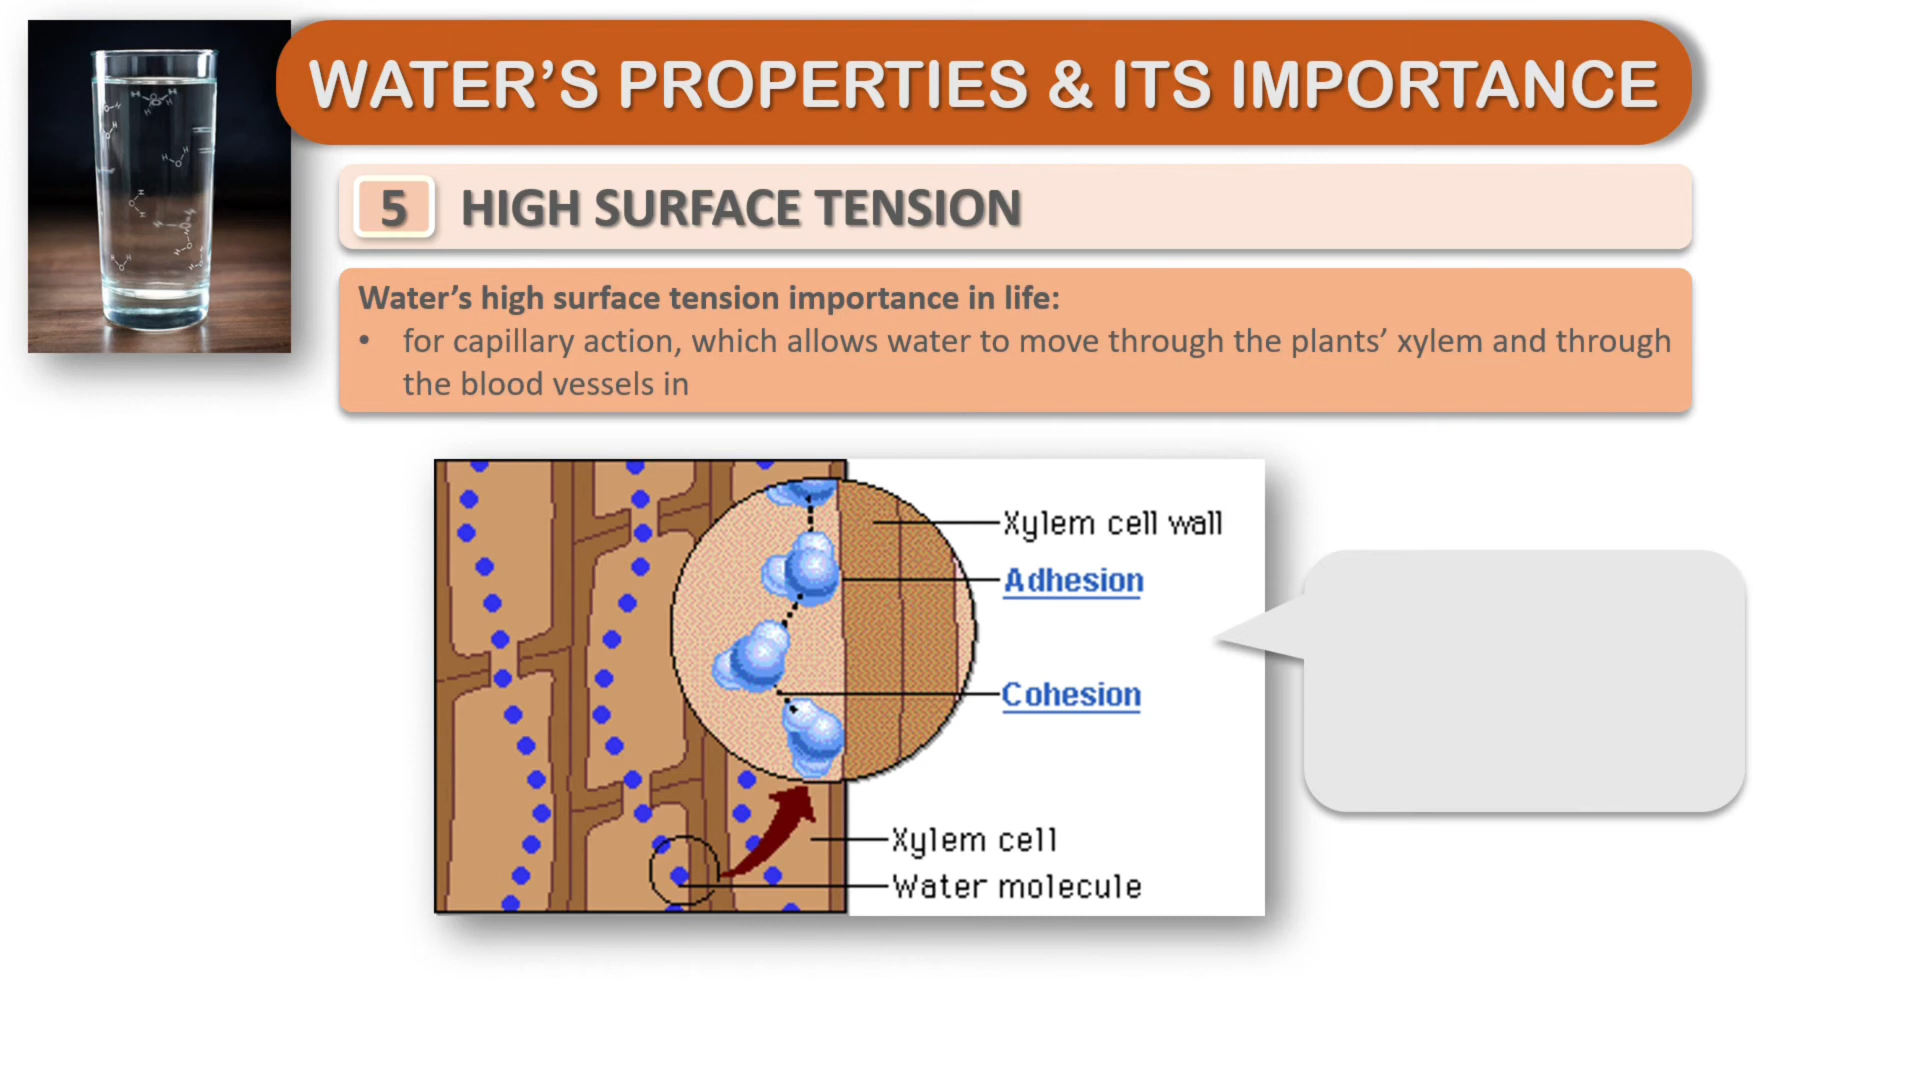 WATER’S PROPERTIES & ITS IMPORTANCE
5 HIGH SURFACE TENSION
Water’s high surface tension importance in life:
• for capillary action, which allows water to move through the plants’ xylem and through
the blood vessels in
Xylem cell wall
Adhesion
Cohesion
Xylem cell
Water molecule